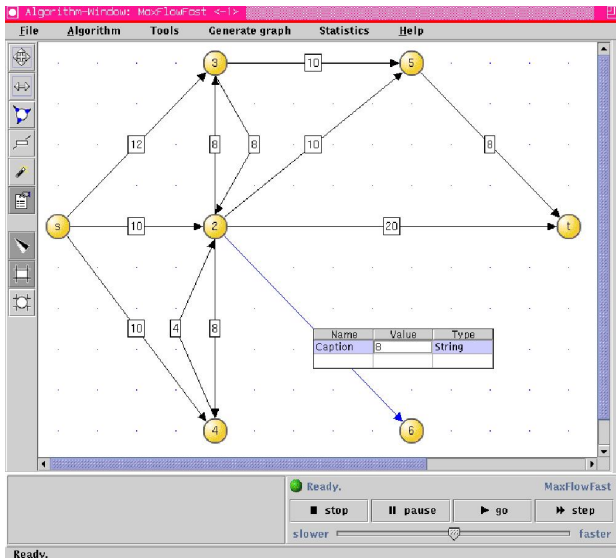 Algorithm-Window: MaxFlowFast <-1>
File Algorithm Tools Generate graph Statistics Help
3 10 5
12 8 8 10 8
s 10 2 20 t
10 4 8
Name Value Type
Caption 8 String
4 6
Ready. MaxFlowFast
stop pause go step
slower faster
Ready.